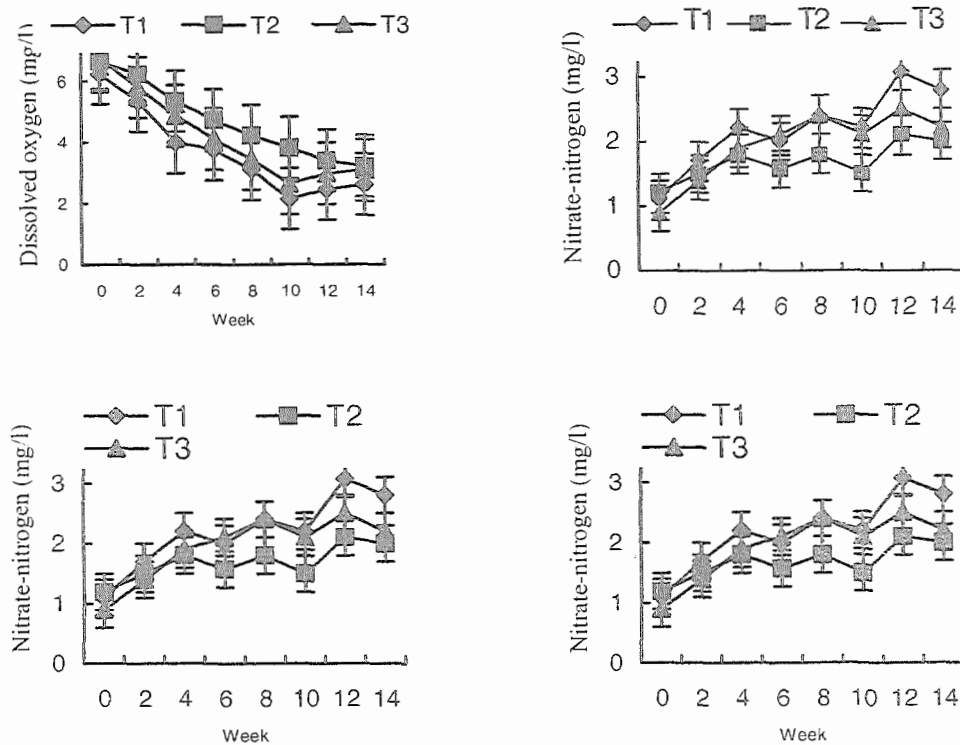 T1 T2 T3
Dissolved oxygen (mg/l)
6
4
2
0
0 2 4 6 8 10 12 14
Week
T1 T2 T3
Nitrate-nitrogen (mg/l)
3
2
1
0
0 2 4 6 8 10 12 14
T1 T2
T3
Nitrate-nitrogen (mg/l)
3
2
1
0
0 2 4 6 8 10 12 14
Week
T1 T2
T3
Nitrate-nitrogen (mg/l)
3
2
1
0
0 2 4 6 8 10 12 14
Week